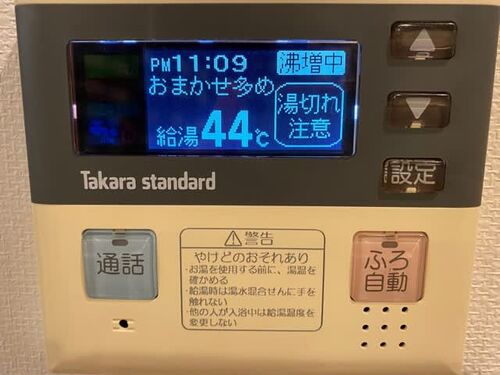 PM11:09 沸増中
おまかせ多め
湯切れ
注意
給湯44℃
Takara standard
設定
通話
⚠警告
やけどのおそれあり
・お湯を使用する前に、湯温を
確かめる
・給湯時は湯水混合せんに手を
触れない
・他の人が入浴中は給湯温度を
変更しない
ふろ
自動